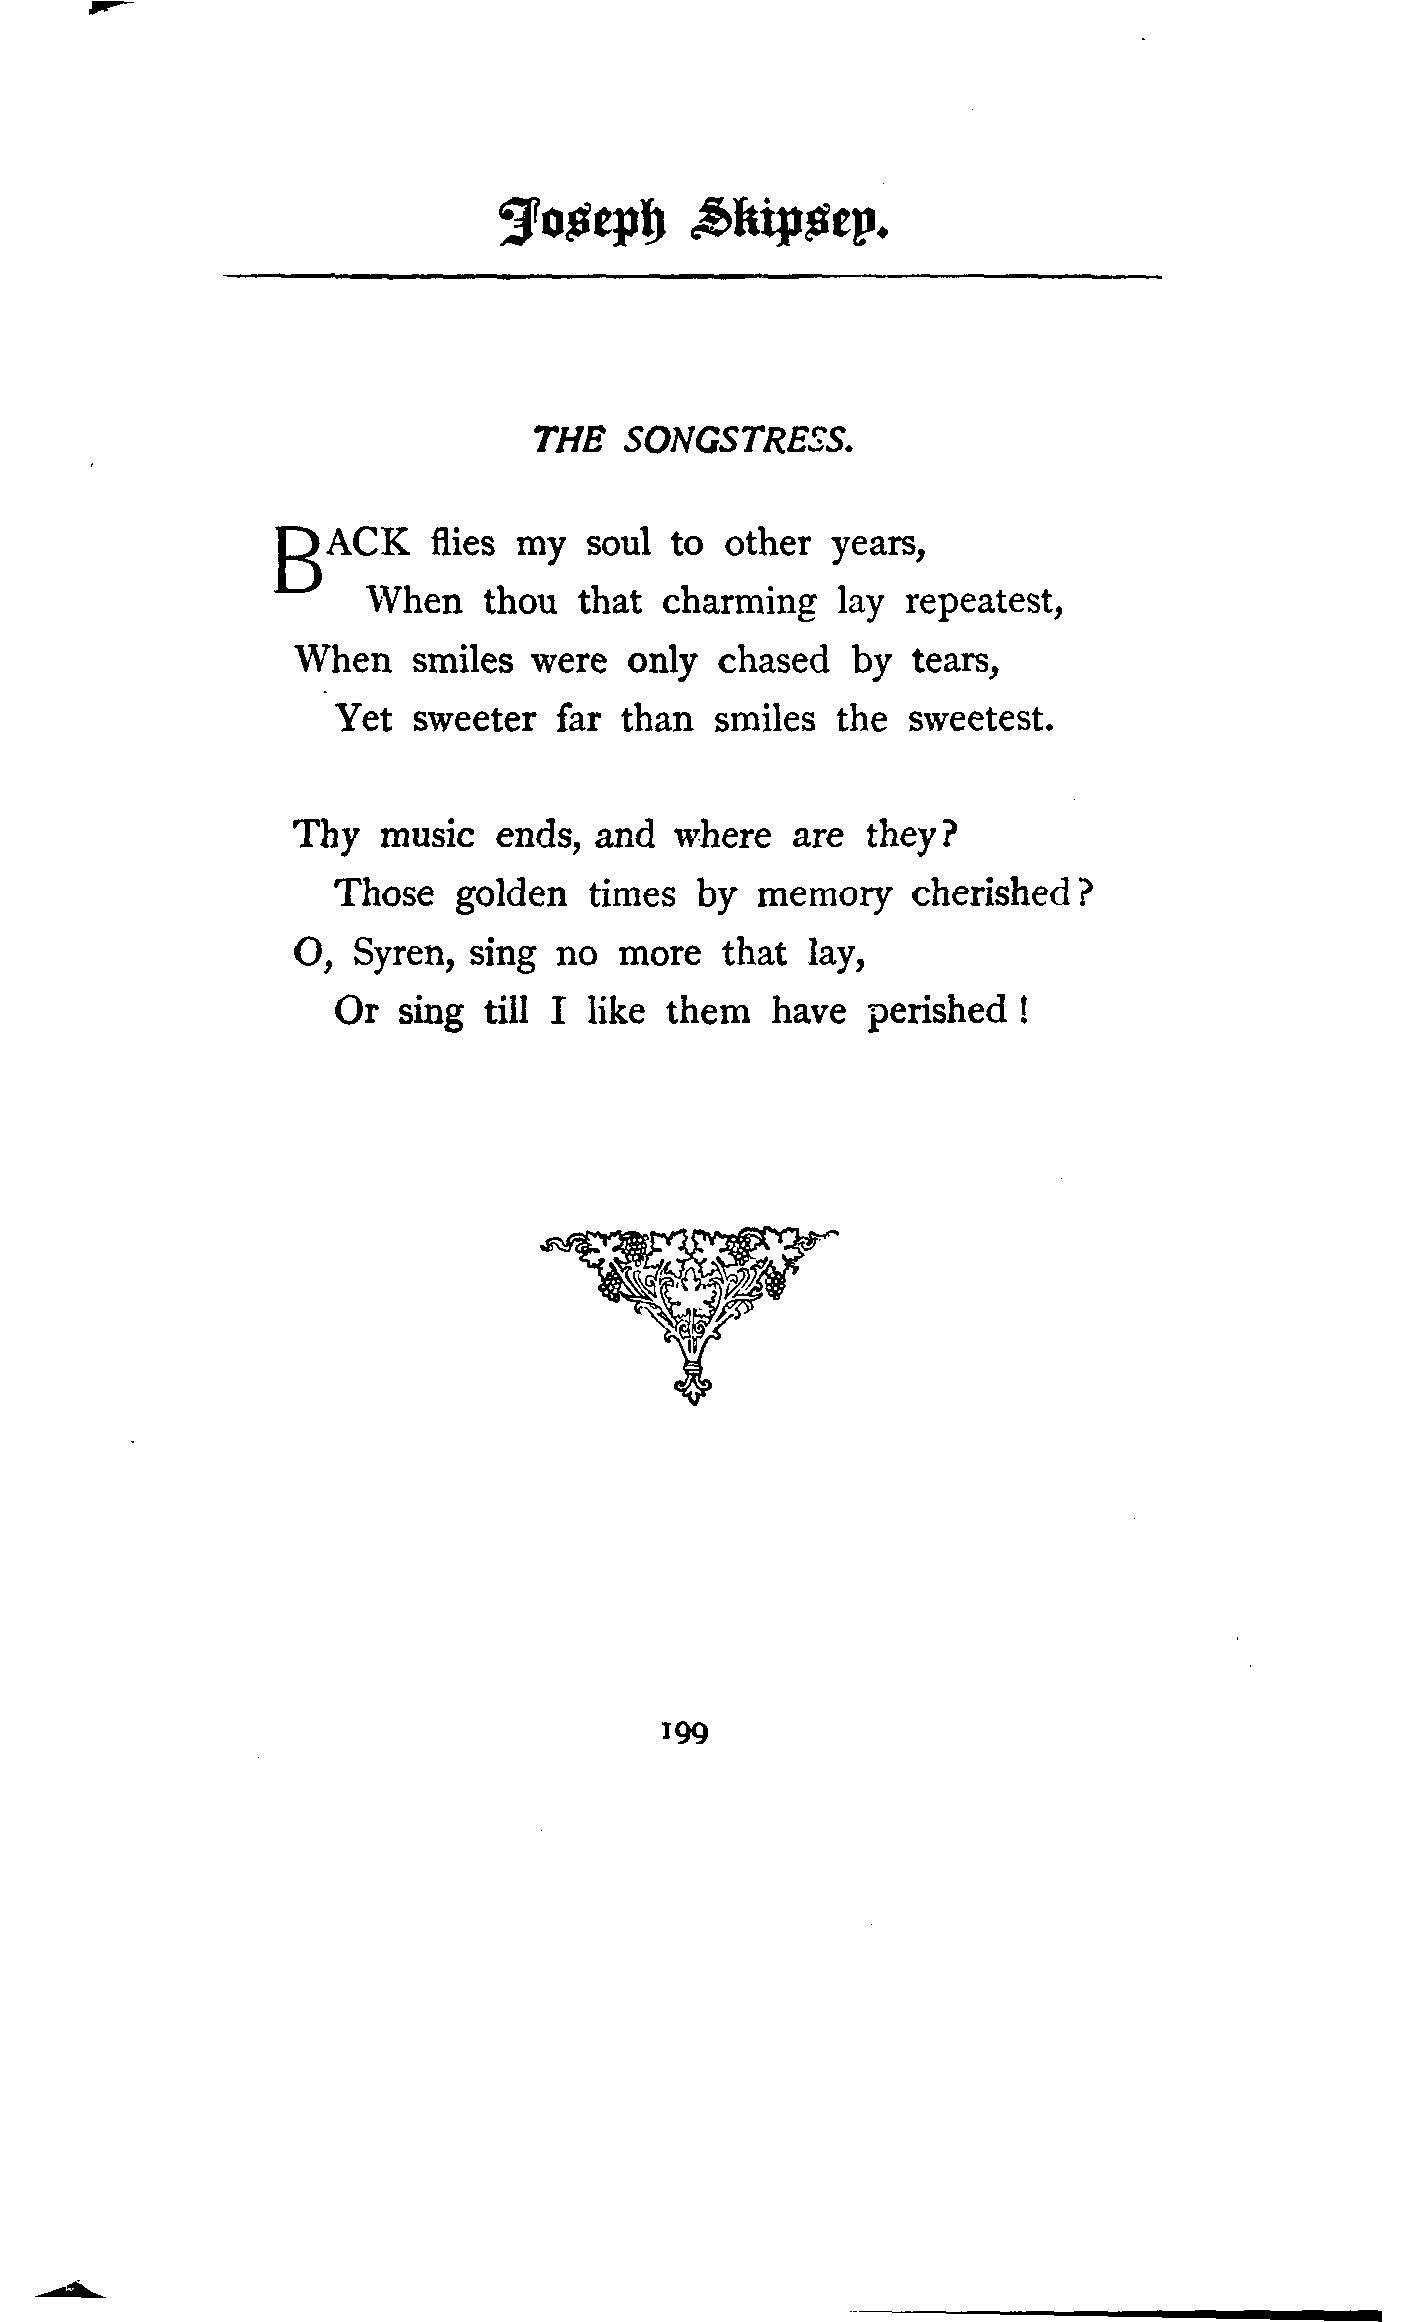 Joseph Skipsey.
THE SONGSTRESS.
BACK flies my soul to other years,
When thou that charming lay repeatest,
When smiles were only chased by tears,
Yet sweeter far than smiles the sweetest.
Thy music ends, and where are they?
Those golden times by memory cherished?
O, Syren, sing no more that lay,
Or sing till I like them have perished!
199